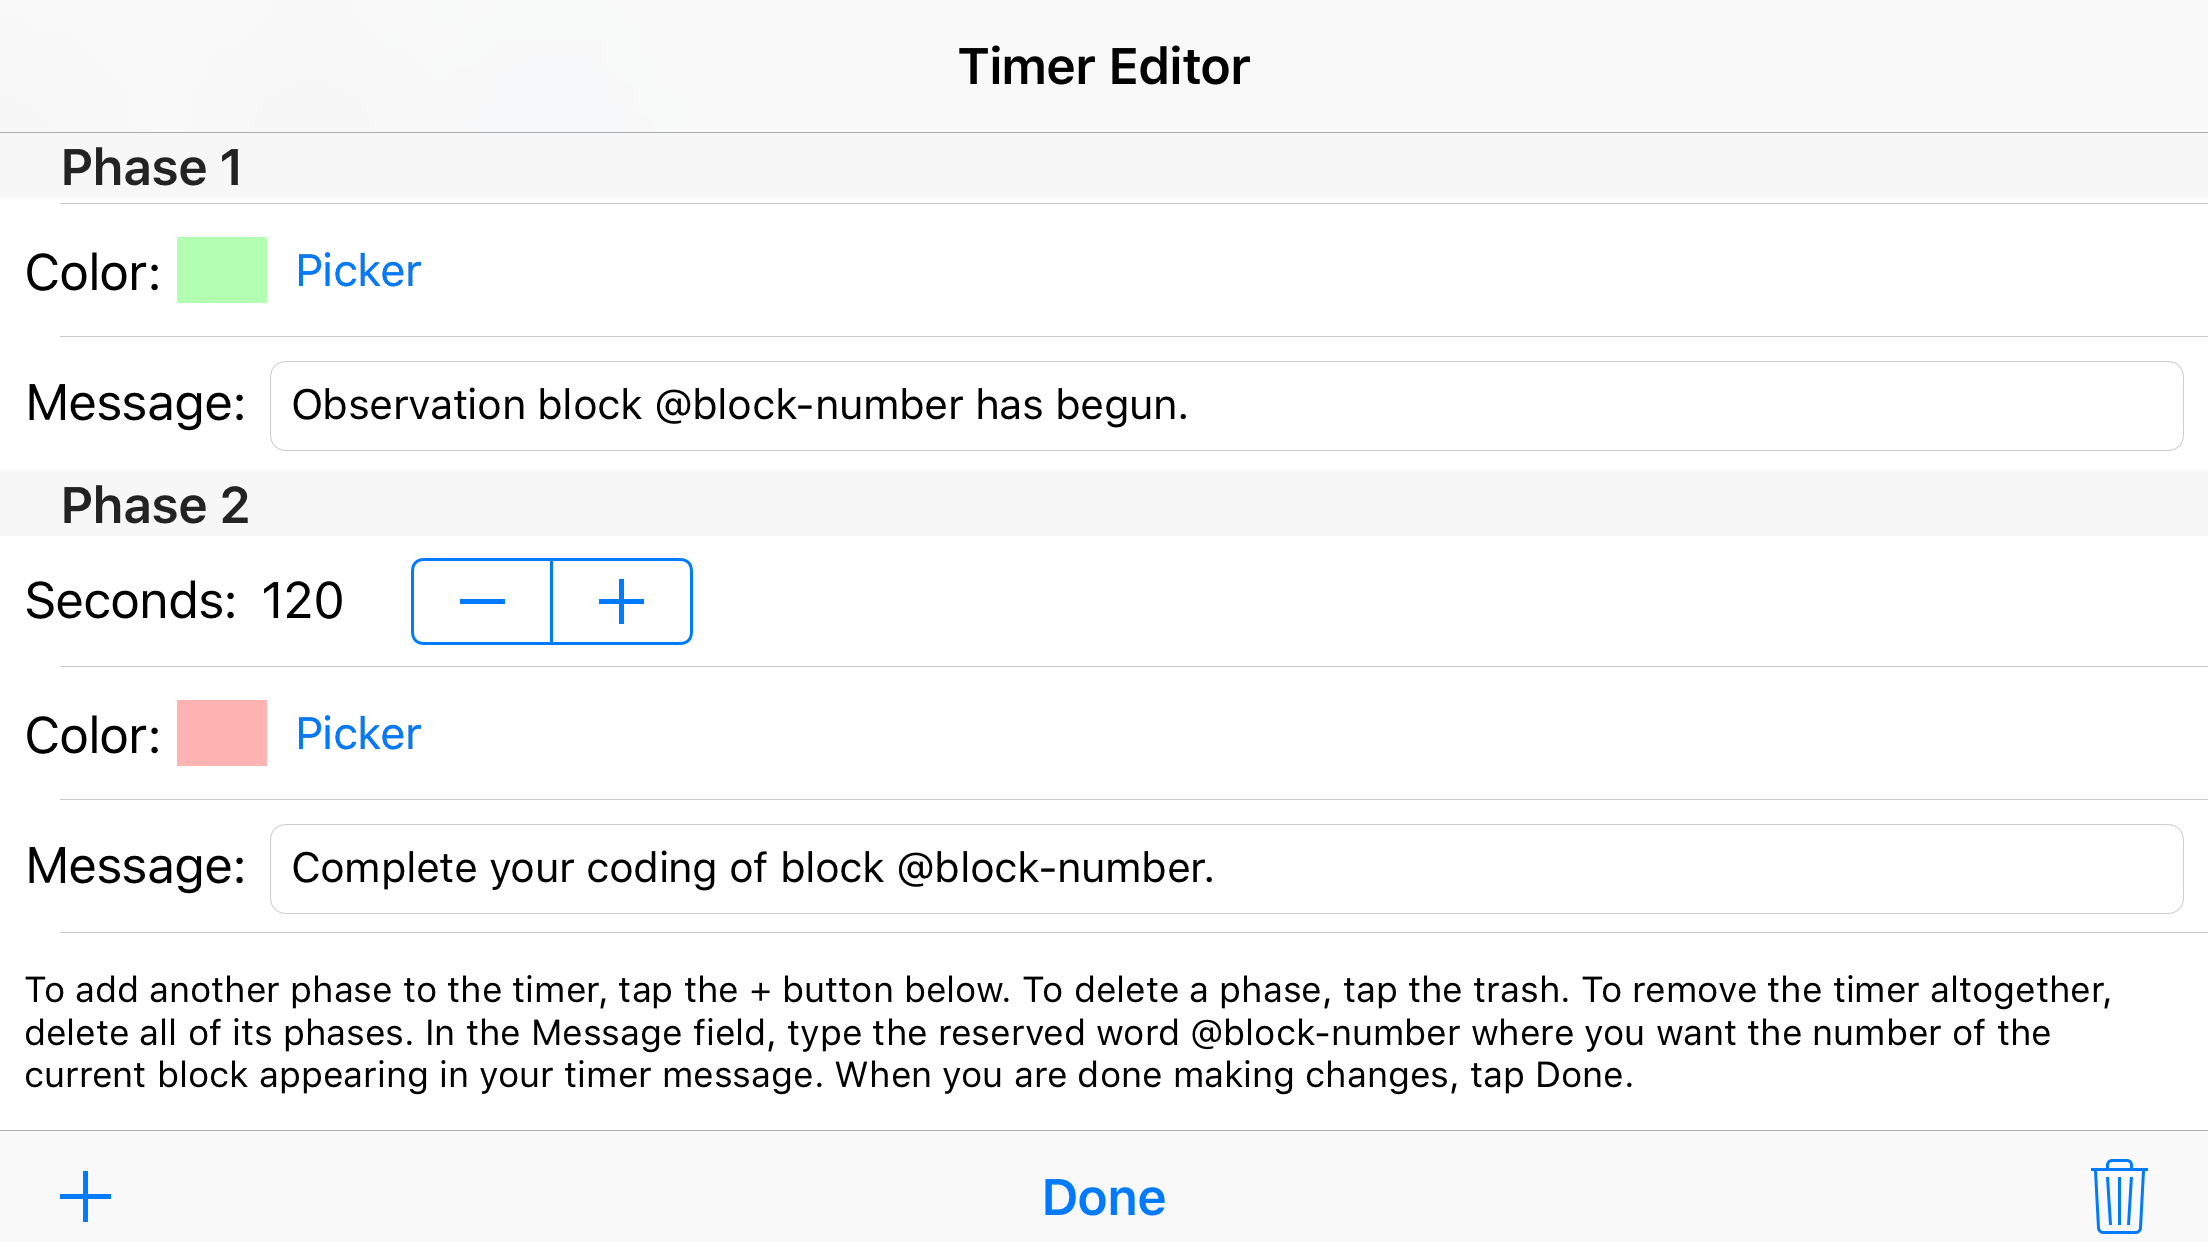 Timer Editor
Phase 1
Color: Picker
Message: Observation block @block-number has begun.
Phase 2
Seconds: 120 — +
Color: Picker
Message: Complete your coding of block @block-number.
To add another phase to the timer, tap the + button below. To delete a phase, tap the trash. To remove the timer altogether,
delete all of its phases. In the Message field, type the reserved word @block-number where you want the number of the
current block appearing in your timer message. When you are done making changes, tap Done.
+ Done